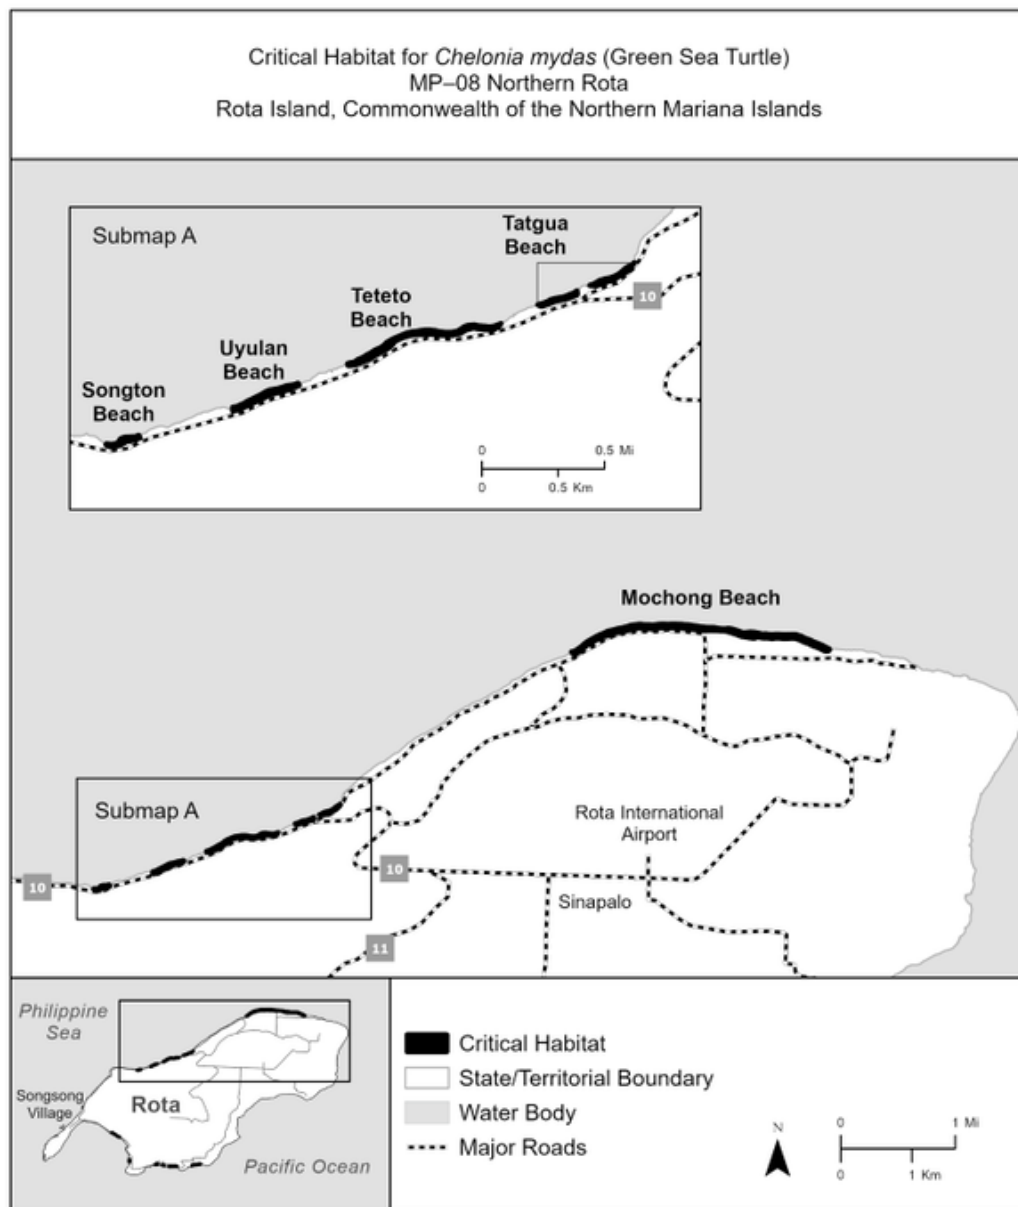 Critical Habitat for Chelonia mydas (Green Sea Turtle)
MP–08 Northern Rota
Rota Island, Commonwealth of the Northern Mariana Islands
Submap A
Tatgua
Beach
10
Teteto
Beach
Uyulan
Beach
Songton
Beach
0 0.5 Mi
0 0.5 Km
Mochong Beach
Submap A
Rota International
Airport
10
10
Sinapalo
11
Philippine
Sea
Songsong
Village
Rota
Pacific Ocean
Critical Habitat
State/Territorial Boundary
Water Body
Major Roads
N
0 1 Mi
0 1 Km